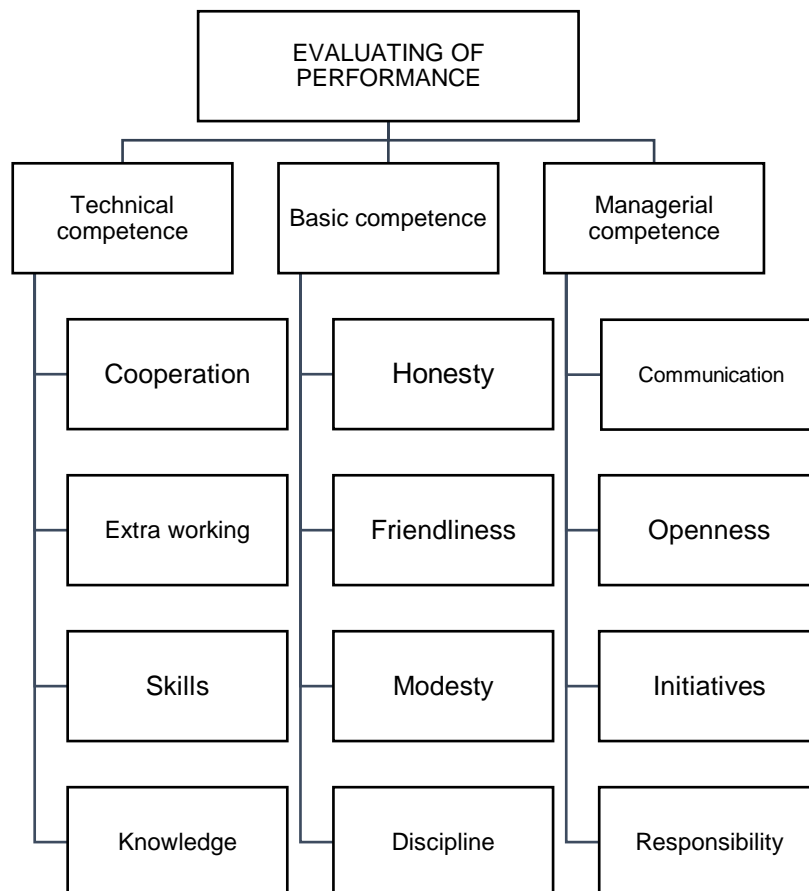 EVALUATING OF
PERFORMANCE
Technical
competence
Basic competence
Managerial
competence
Cooperation
Honesty
Communication
Extra working
Friendliness
Openness
Skills
Modesty
Initiatives
Knowledge
Discipline
Responsibility